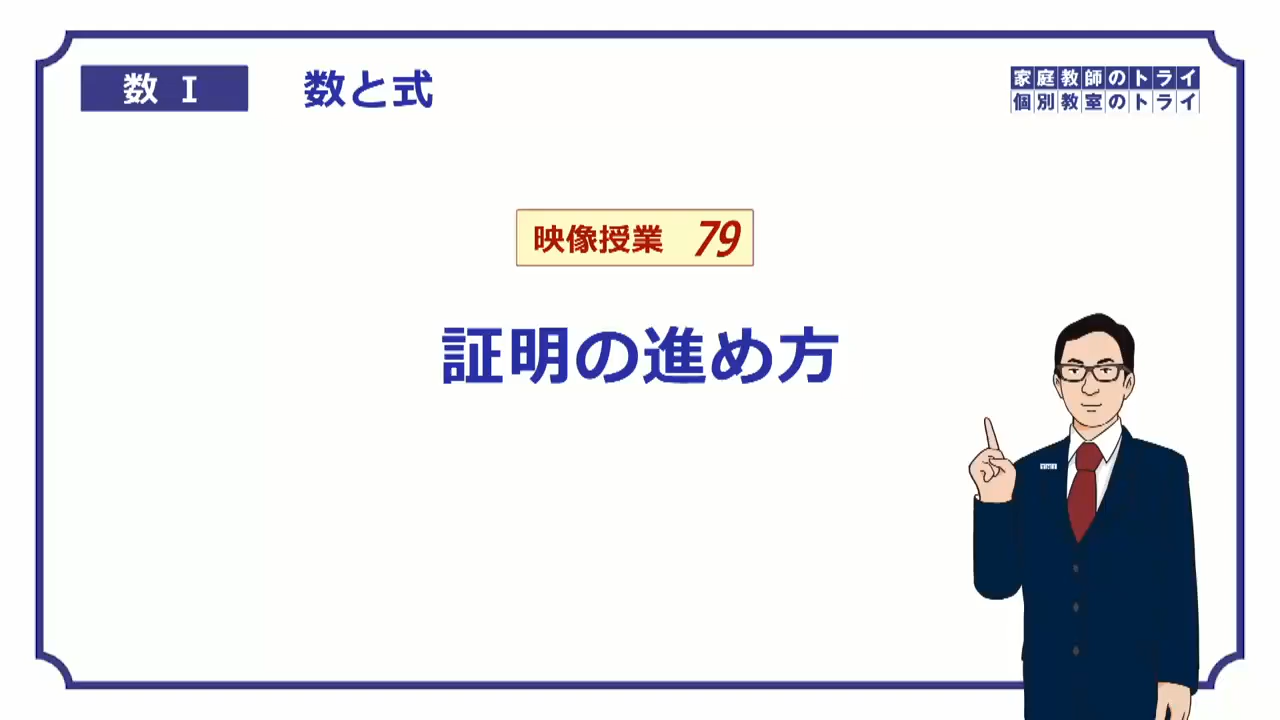 数 I
数と式
家庭教師のトライ
個別教室のトライ
映像授業 79
証明の進め方